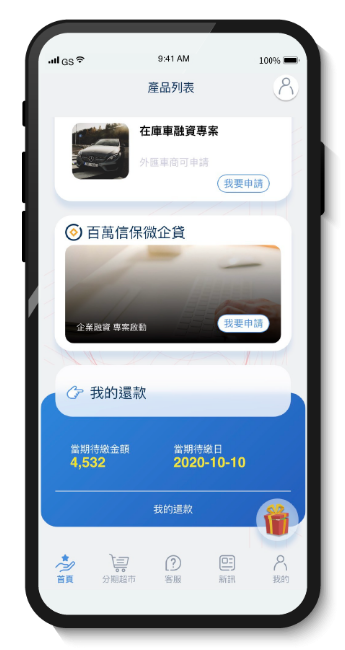 GS
9:41 AM
100%
產品列表
在庫車融資專案
外匯車商可申請
我要申請
百萬信保微企貸
企業融資 專案啟動
我要申請
我的還款
當期待繳金額
當期待繳日
4,532
2020-10-10
我的還款
首頁
分期超市
客服
新訊
我的